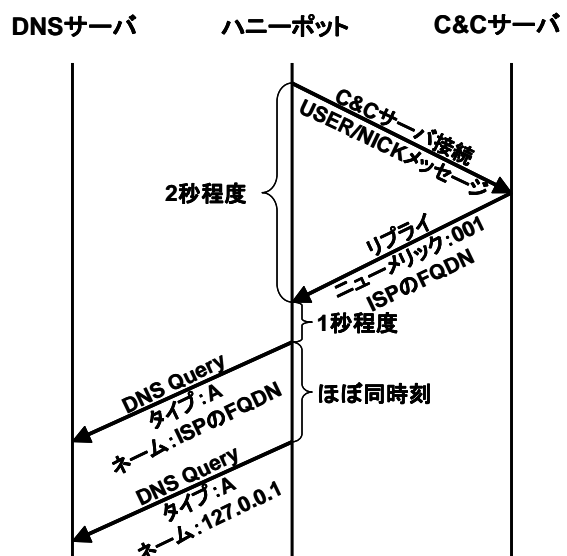 DNSサーバ
ハニーポット
C&Cサーバ
C&Cサーバ接続
USER/NICKメッセージ
2秒程度
リプライ
ニューメリック:001
ISPのFQDN
1秒程度
DNS Query
タイプ:A
ネーム:ISPのFQDN
ほぼ同時刻
DNS Query
タイプ:A
ネーム:127.0.0.1